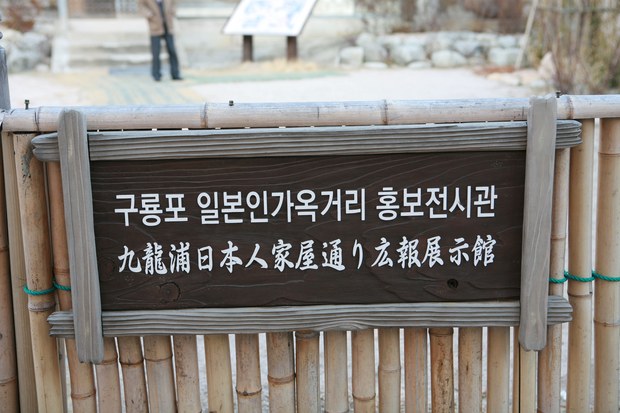 구룡포 일본인가옥거리 홍보전시관
九龍浦日本人家屋通り広報展示館